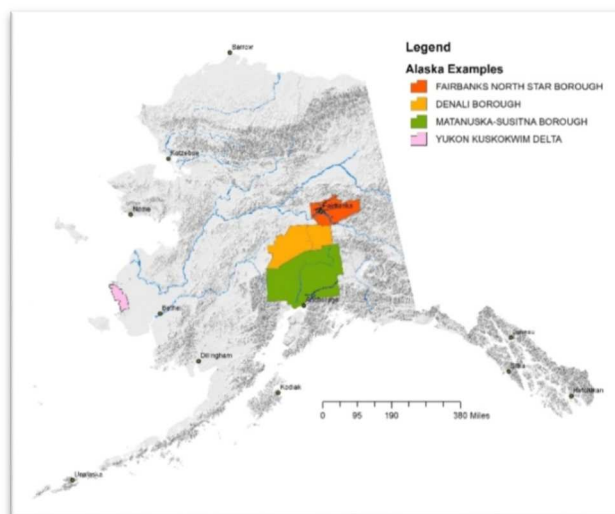 Barrow
Legend
Alaska Examples
FAIRBANKS NORTH STAR BOROUGH
DENALI BOROUGH
MATANUSKA-SUSITNA BOROUGH
YUKON KUSKOKWIM DELTA
Kotzebue
Nome
Fairbanks
Bethel
Anchorage
Dillingham
Juneau
Sitka
Kodiak
Ketchikan
0 95 190 380 Miles
Unalaska